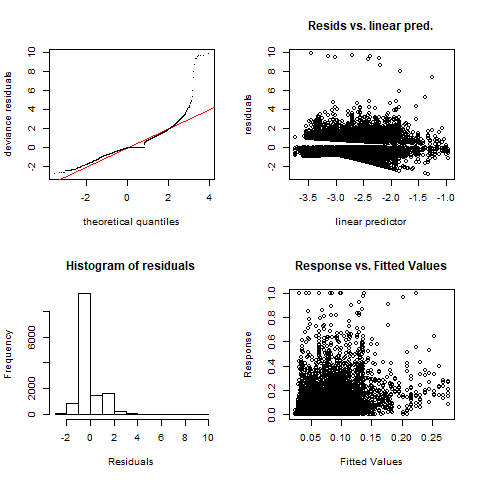 deviance residuals
-2 0 2 4 6 8 10
-2 0 2 4
theoretical quantiles
Resids vs. linear pred.
residuals
-2 0 2 4 6 8 10
-3.5 -3.0 -2.5 -2.0 -1.5 -1.0
linear predictor
Histogram of residuals
Frequency
0 2000 6000
-2 0 2 4 6 8 10
Residuals
Response vs. Fitted Values
Response
0.0 0.2 0.4 0.6 0.8 1.0
0.05 0.10 0.15 0.20 0.25
Fitted Values